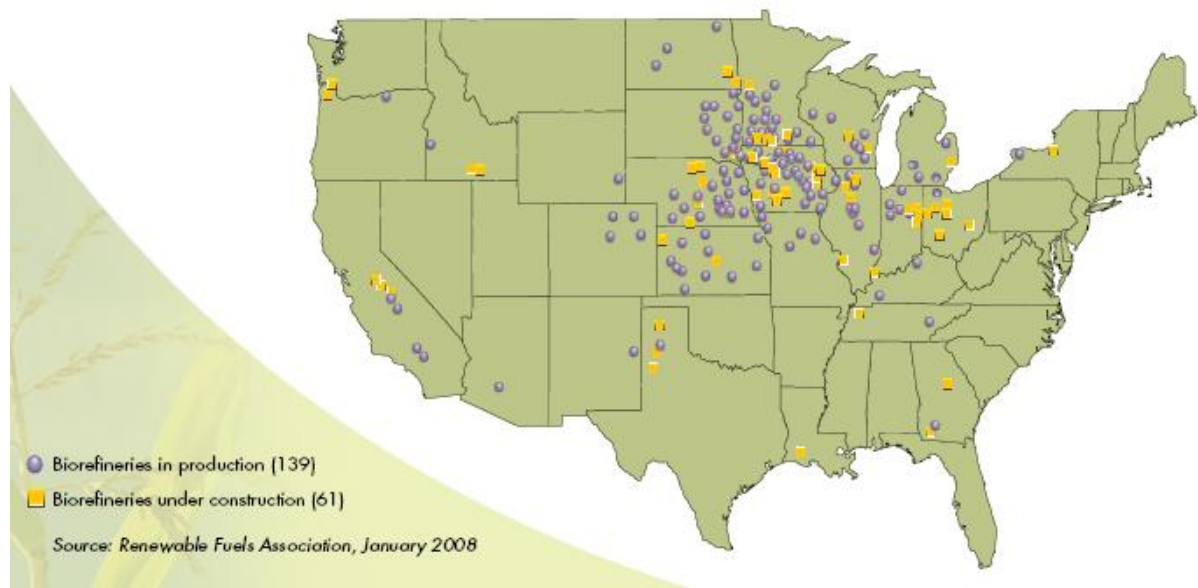 Biorefineries in production (139)
Biorefineries under construction (61)
Source: Renewable Fuels Association, January 2008